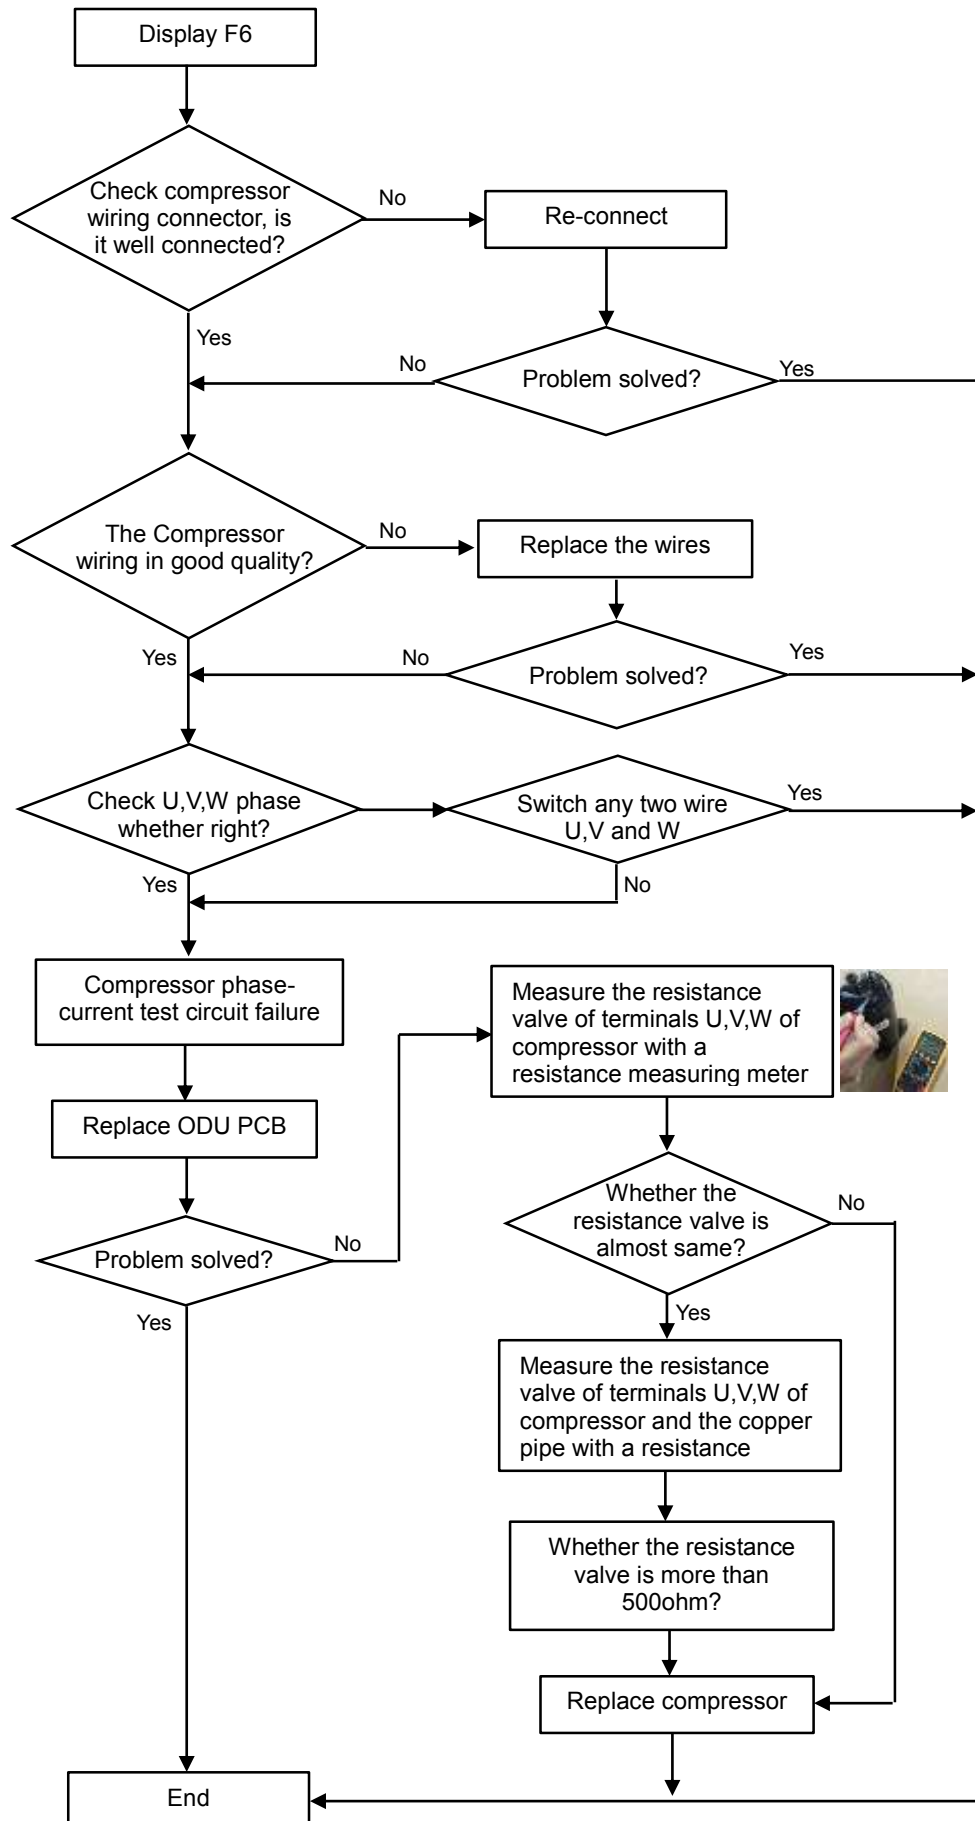 Display F6
Check compressor
wiring connector, is
it well connected?
No
Re-connect
Yes
No
Problem solved?
Yes
The Compressor
wiring in good quality?
No
Replace the wires
Yes
No
Problem solved?
Yes
Check U,V,W phase
whether right?
Switch any two wire
U,V and W
Yes
Yes
No
Compressor phase-
current test circuit failure
Measure the resistance
valve of terminals U,V,W of
compressor with a
resistance measuring meter
Replace ODU PCB
Problem solved?
No
Whether the
resistance valve is
almost same?
No
Yes
Yes
Measure the resistance
valve of terminals U,V,W of
compressor and the copper
pipe with a resistance
Whether the resistance
valve is more than
500ohm?
Replace compressor
End